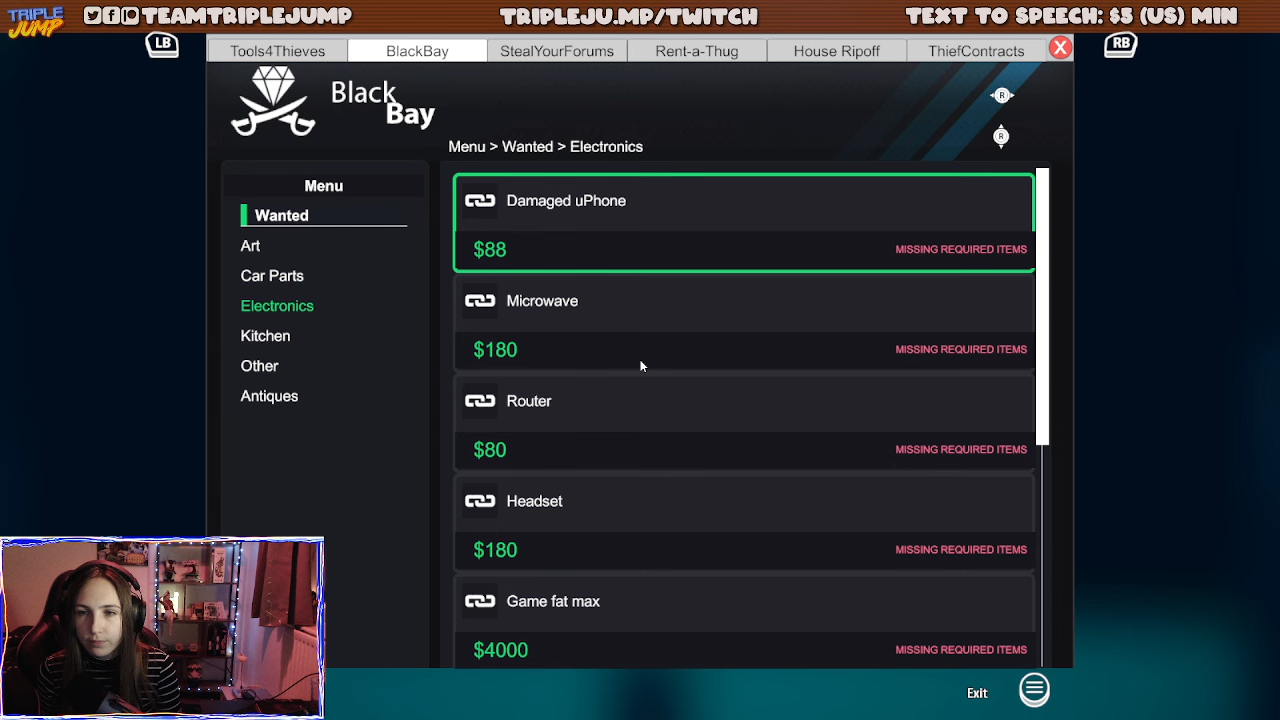 TRIPLE JUMP
TEAMTRIPLEJUMP
TRIPLEJU.MP/TWITCH
TEXT TO SPEECH: $5 (US) MIN
LB
Tools4Thieves
BlackBay
StealYourForums
Rent-a-Thug
House Ripoff
ThiefContracts
X
RB
Black
Bay
R
R
Menu > Wanted > Electronics
Menu
Wanted
Art
Car Parts
Electronics
Kitchen
Other
Antiques
Damaged uPhone
$88
MISSING REQUIRED ITEMS
Microwave
$180
MISSING REQUIRED ITEMS
Router
$80
MISSING REQUIRED ITEMS
Headset
$180
MISSING REQUIRED ITEMS
Game fat max
$4000
MISSING REQUIRED ITEMS
Exit